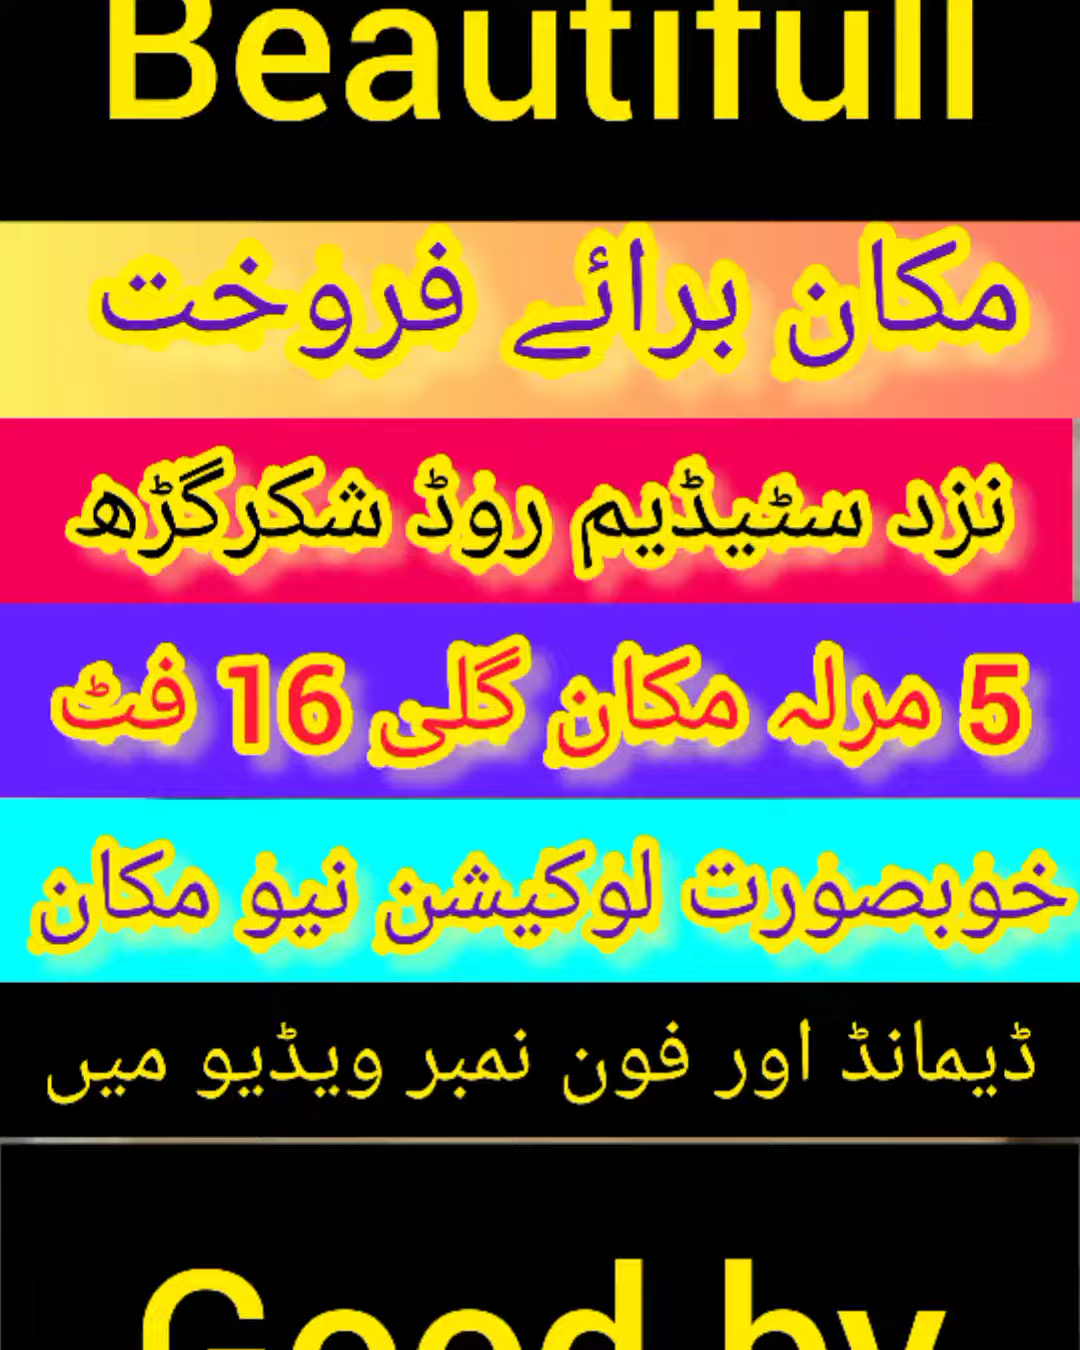 Beautifull
مکان برائے فروخت
نزد سٹیڈیم روڈ شکرگڑھ
5 مرلہ مکان گلی 16 فٹ
خوبصورت لوکیشن نیو مکان
ڈیمانڈ اور فون نمبر ویڈیو میں
Good by